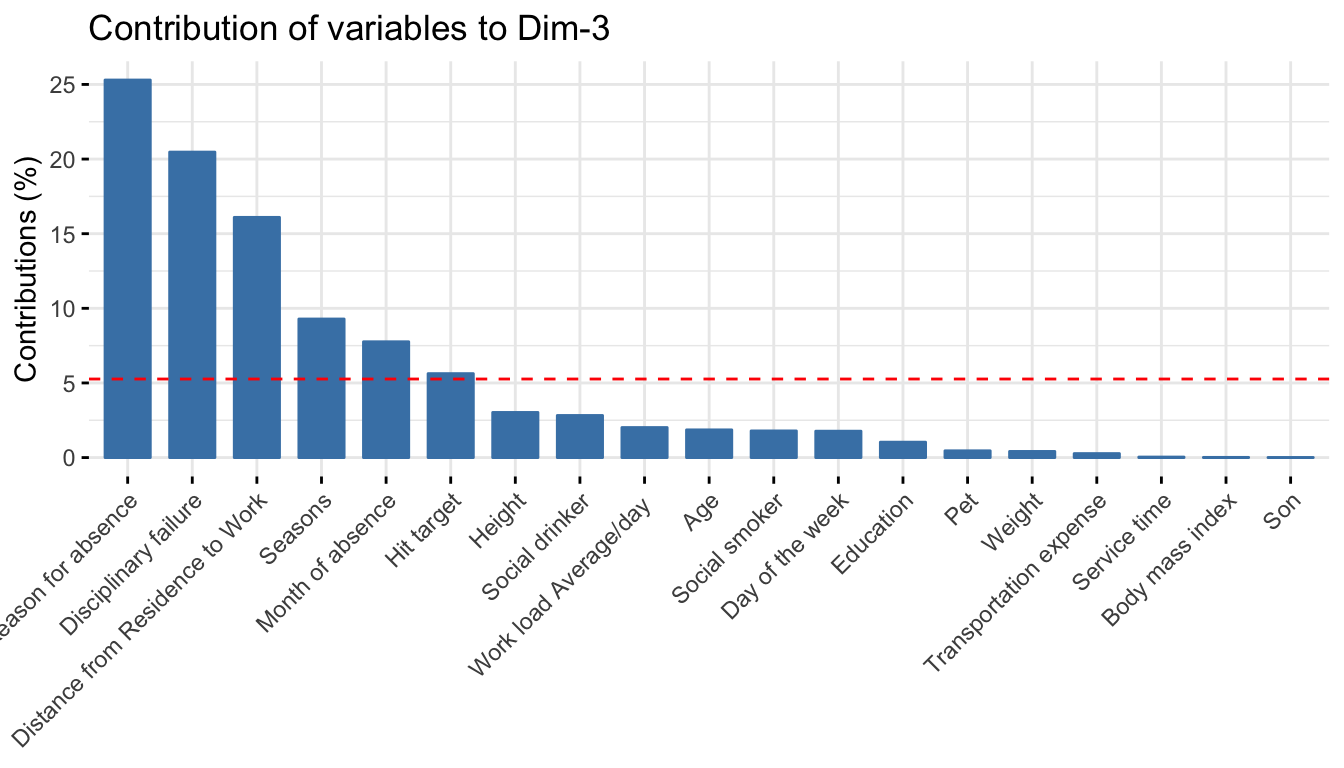 Contribution of variables to Dim-3
Contributions (%)
25
20
15
10
5
0
eason for absence
Disciplinary failure
Distance from Residence to Work
Seasons
Month of absence
Hit target
Height
Social drinker
Work load Average/day
Age
Social smoker
Day of the week
Education
Pet
Weight
Transportation expense
Service time
Body mass index
Son